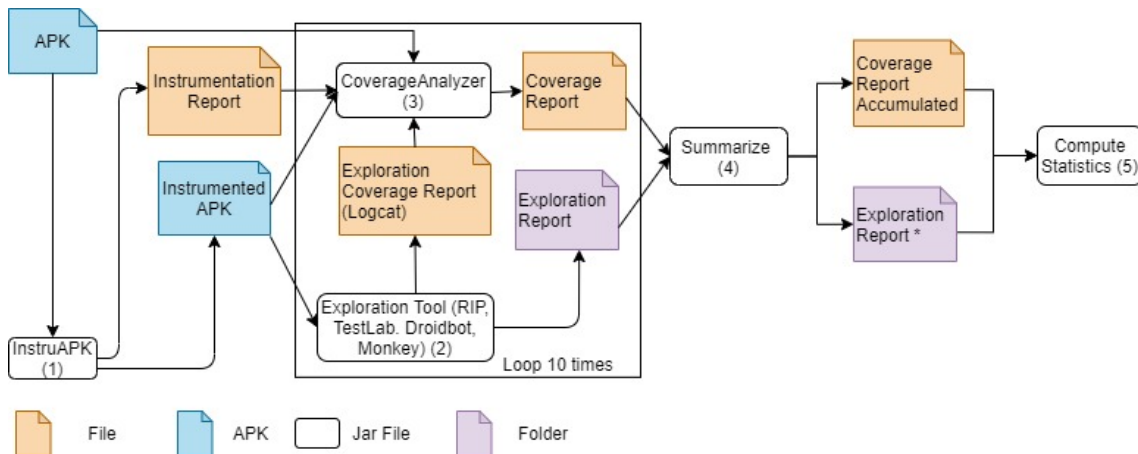 APK
Instrumentation
Report
CoverageAnalyzer
(3)
Coverage
Report
Coverage
Report
Accumulated
Instrumented
APK
Exploration
Coverage Report
(Logcat)
Exploration
Report
Summarize
(4)
Compute
Statistics (5)
Exploration
Report *
InstruAPK
(1)
Exploration Tool (RIP,
TestLab. Droidbot,
Monkey) (2)
Loop 10 times
File
APK
Jar File
Folder